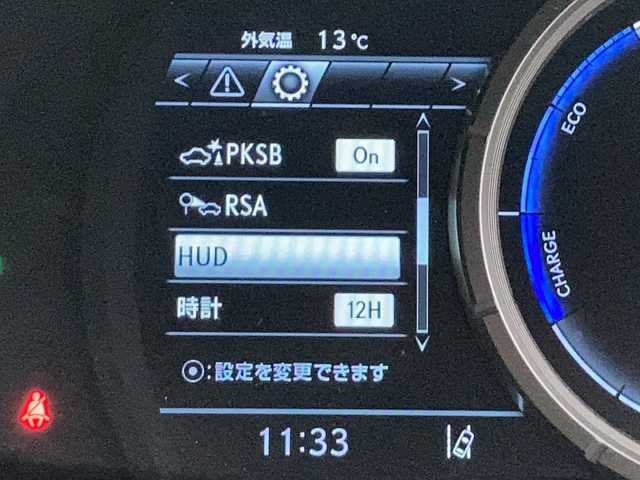 外気温 13℃
PKSB On
RSA
HUD
時計 12H
:設定を変更できます
11:33
ECO
CHARGE